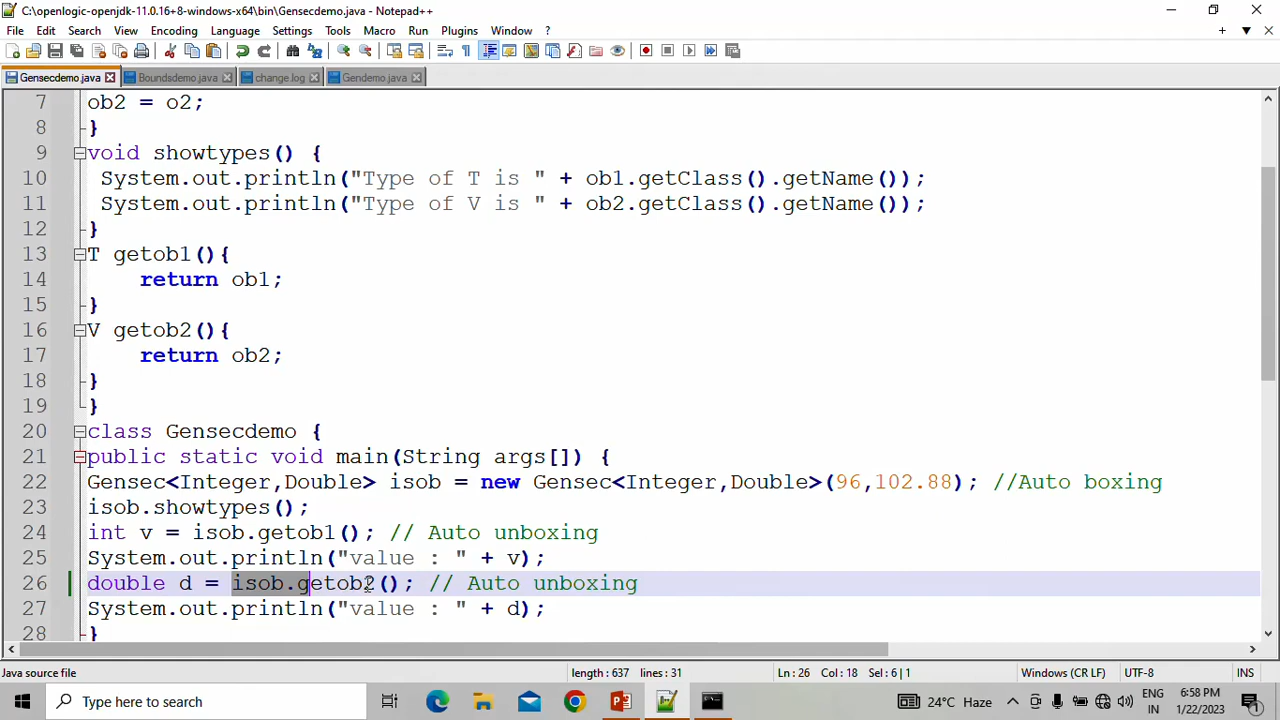 C:\openlogic-openjdk-11.0.16+8-windows-x64\bin\Gensecdemo.java - Notepad++
File Edit Search View Encoding Language Settings Tools Macro Run Plugins Window ?
Gensecdemo.java Boundsdemo.java change.log Gendemo.java
7 ob2 = o2;
8 }
9 void showtypes() {
10 System.out.println("Type of T is " + ob1.getClass().getName());
11 System.out.println("Type of V is " + ob2.getClass().getName());
12 }
13 T getob1(){
14 return ob1;
15 }
16 V getob2(){
17 return ob2;
18 }
19 }
20 class Gensecdemo {
21 public static void main(String args[]) {
22 Gensec<Integer,Double> isob = new Gensec<Integer,Double>(96,102.88); //Auto boxing
23 isob.showtypes();
24 int v = isob.getob1(); // Auto unboxing
25 System.out.println("value : " + v);
26 double d = isob.getob2(); // Auto unboxing
27 System.out.println("value : " + d);
28 }
Java source file length : 637 lines : 31 Ln : 26 Col : 18 Sel : 6 | 1 Windows (CR LF) UTF-8 INS
Type here to search 24°C Haze ENG IN 6:58 PM 1/22/2023